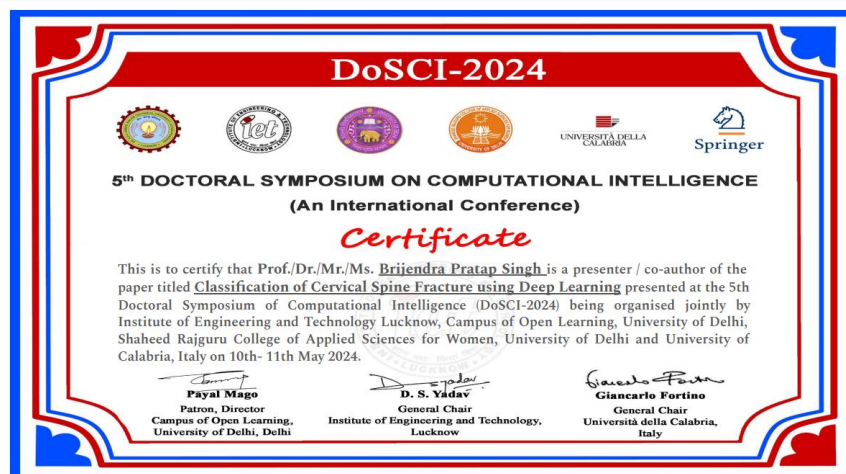 DoSCI-2024
iet
UNIVERSITÀ DELLA
CALABRIA
Springer
5th DOCTORAL SYMPOSIUM ON COMPUTATIONAL INTELLIGENCE
(An International Conference)
Certificate
This is to certify that Prof./Dr./Mr./Ms. Brijendra Pratap Singh is a presenter / co-author of the
paper titled Classification of Cervical Spine Fracture using Deep Learning presented at the 5th
Doctoral Symposium of Computational Intelligence (DoSCI-2024) being organised jointly by
Institute of Engineering and Technology Lucknow, Campus of Open Learning, University of Delhi,
Shaheed Rajguru College of Applied Sciences for Women, University of Delhi and University of
Calabria, Italy on 10th- 11th May 2024.
Payal Mago
Patron, Director
Campus of Open Learning,
University of Delhi, Delhi
D. S. Yadav
General Chair
Institute of Engineering and Technology,
Lucknow
Giancarlo Fortino
General Chair
Università della Calabria,
Italy